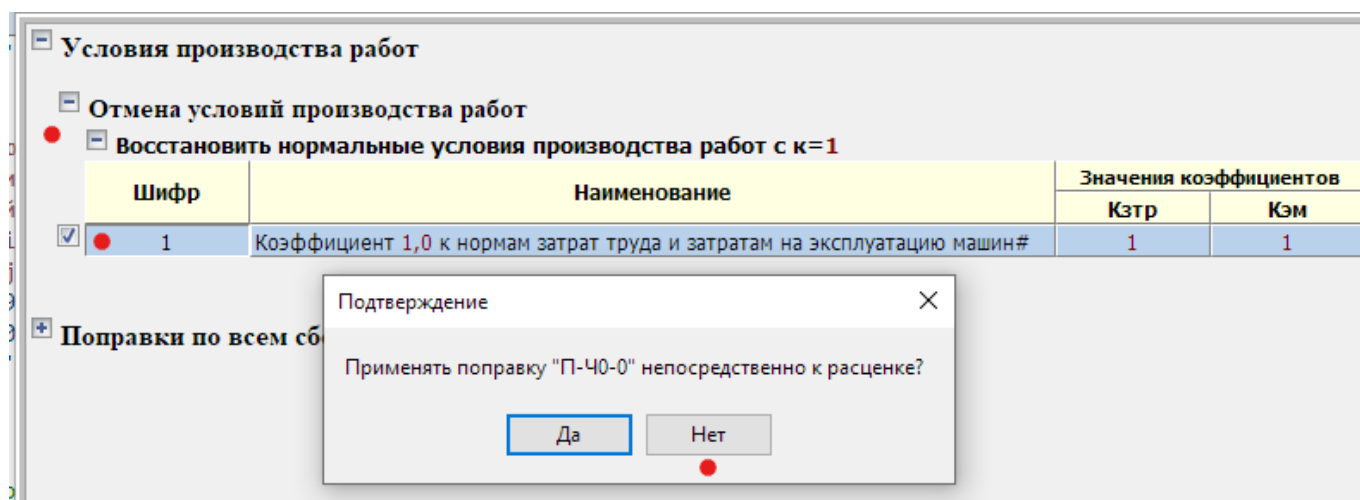 Условия производства работ
Отмена условий производства работ
Восстановить нормальные условия производства работ с к=1
Шифр Наименование Значения коэффициентов
Кзтр Кэм
1 Коэффициент 1,0 к нормам затрат труда и затратам на эксплуатацию машин# 1 1
Подтверждение
Поправки по всем сб
Применять поправку "П-Ч0-0" непосредственно к расценке?
Да Нет